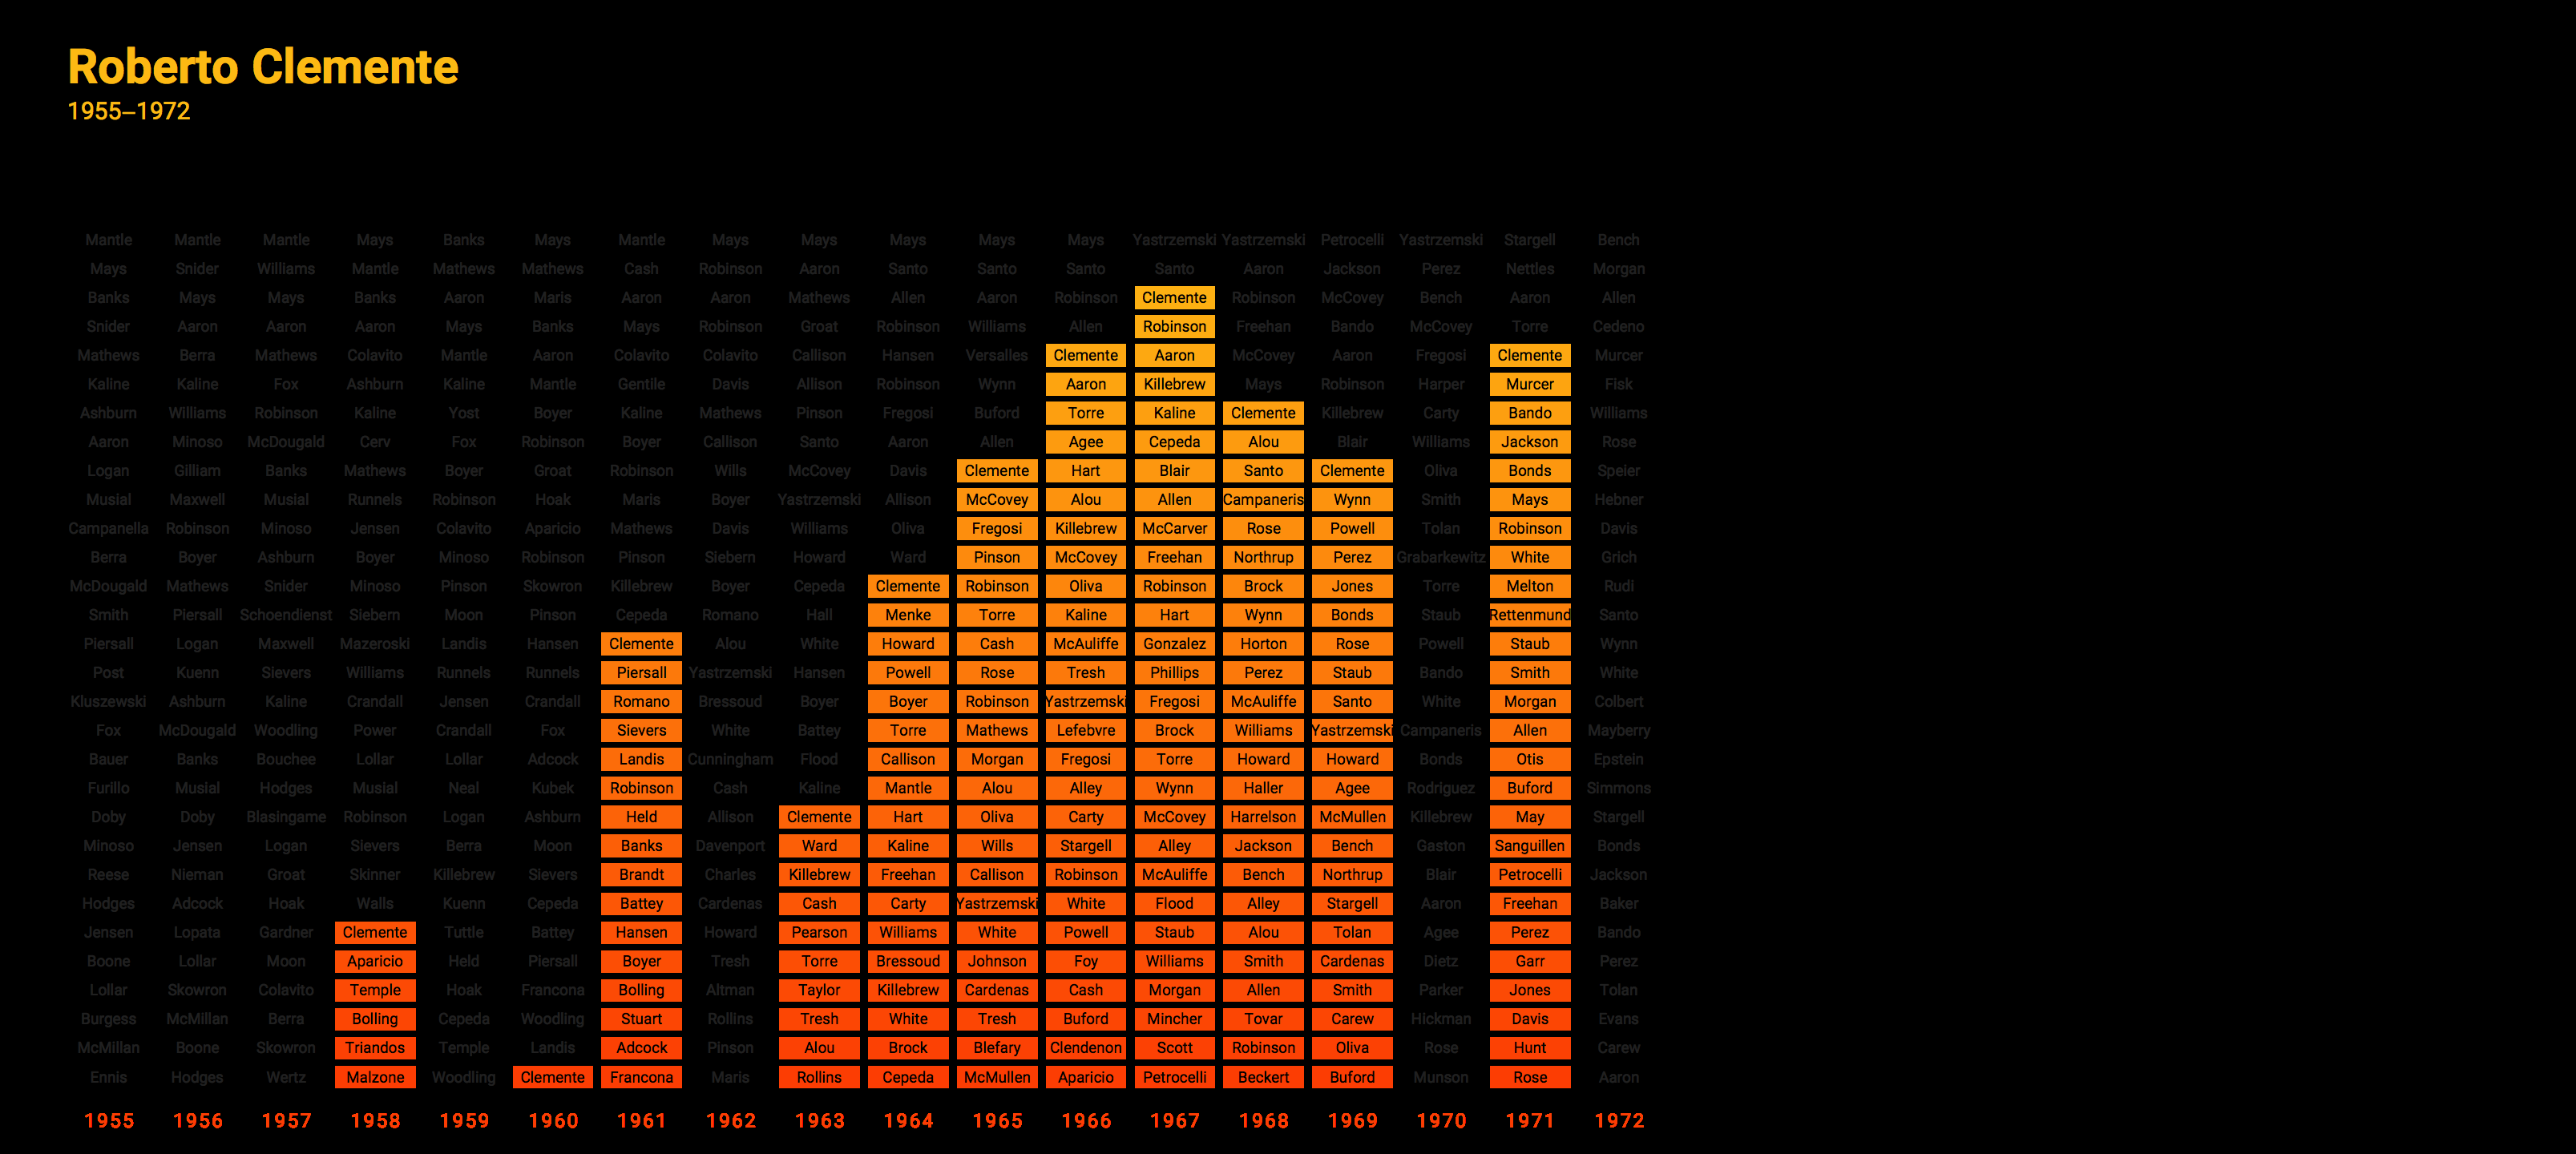 Roberto Clemente
1955–1972
Mantle Mantle Mantle Mays Banks Mays Mantle Mays Mays Mays Mays Mays Yastrzemski Yastrzemski Petrocelli Yastrzemski Stargell Bench
Mays Snider Williams Mantle Mathews Mathews Cash Robinson Aaron Santo Santo Santo Santo Aaron Jackson Perez Nettles Morgan
Banks Mays Mays Banks Aaron Maris Aaron Aaron Mathews Allen Aaron Robinson Clemente Robinson McCovey Bench Aaron Allen
Snider Aaron Aaron Aaron Mays Banks Mays Robinson Groat Robinson Williams Allen Robinson Freehan Bando McCovey Torre Cedeno
Mathews Berra Mathews Colavito Mantle Aaron Colavito Colavito Callison Hansen Versalles Clemente Aaron McCovey Aaron Fregosi Clemente Murcer
Kaline Kaline Fox Ashburn Kaline Mantle Gentile Davis Allison Robinson Wynn Aaron Killebrew Mays Robinson Harper Murcer Fisk
Ashburn Williams Robinson Kaline Yost Boyer Kaline Mathews Pinson Fregosi Buford Torre Kaline Clemente Killebrew Carty Bando Williams
Aaron Minoso McDougald Cerv Fox Robinson Boyer Callison Santo Aaron Allen Agee Cepeda Alou Blair Williams Jackson Rose
Logan Gilliam Banks Mathews Boyer Groat Robinson Wills McCovey Davis Clemente Hart Blair Santo Clemente Oliva Bonds Speier
Musial Maxwell Musial Runnels Robinson Hoak Maris Boyer Yastrzemski Allison McCovey Alou Allen Campaneris Wynn Smith Mays Hebner
Campanella Robinson Minoso Jensen Colavito Aparicio Mathews Davis Williams Oliva Fregosi Killebrew McCarver Rose Powell Tolan Robinson Davis
Berra Boyer Ashburn Boyer Minoso Robinson Pinson Siebern Howard Ward Pinson McCovey Freehan Northrup Perez Grabarkewitz White Grich
McDougald Mathews Snider Minoso Pinson Skowron Killebrew Boyer Cepeda Clemente Robinson Oliva Robinson Brock Jones Torre Melton Rudi
Smith Piersall Schoendienst Siebern Moon Pinson Cepeda Romano Hall Menke Torre Kaline Hart Wynn Bonds Staub Rettenmund Santo
Piersall Logan Maxwell Mazeroski Landis Hansen Clemente Alou White Howard Cash McAuliffe Gonzalez Horton Rose Powell Staub Wynn
Post Kuenn Sievers Williams Runnels Runnels Piersall Yastrzemski Hansen Powell Rose Tresh Phillips Perez Staub Bando Smith White
Kluszewski Ashburn Kaline Crandall Jensen Crandall Romano Bressoud Boyer Boyer Robinson Yastrzemski Fregosi McAuliffe Santo White Morgan Colbert
Fox McDougald Woodling Power Crandall Fox Sievers White Battey Torre Mathews Lefebvre Brock Williams Yastrzemski Campaneris Allen Mayberry
Bauer Banks Bouchee Lollar Lollar Adcock Landis Cunningham Flood Callison Morgan Fregosi Torre Howard Howard Bonds Otis Epstein
Furillo Musial Hodges Musial Neal Kubek Robinson Cash Kaline Mantle Alou Alley Wynn Haller Agee Rodriguez Buford Simmons
Doby Doby Blasingame Robinson Logan Ashburn Held Allison Clemente Hart Oliva Carty McCovey Harrelson McMullen Killebrew May Stargell
Minoso Jensen Logan Sievers Berra Moon Banks Davenport Ward Kaline Wills Stargell Alley Jackson Bench Gaston Sanguillen Bonds
Reese Nieman Groat Skinner Killebrew Sievers Brandt Charles Killebrew Freehan Callison Robinson McAuliffe Bench Northrup Blair Petrocelli Jackson
Hodges Adcock Hoak Walls Kuenn Cepeda Battey Cardenas Cash Carty Yastrzemski White Flood Alley Stargell Aaron Freehan Baker
Jensen Lopata Gardner Clemente Tuttle Battey Hansen Howard Pearson Williams White Powell Staub Alou Tolan Agee Perez Bando
Boone Lollar Moon Aparicio Held Piersall Boyer Tresh Torre Bressoud Johnson Foy Williams Smith Cardenas Dietz Garr Perez
Lollar Skowron Colavito Temple Hoak Francona Bolling Altman Taylor Killebrew Cardenas Cash Morgan Allen Smith Parker Jones Tolan
Burgess McMillan Berra Bolling Cepeda Woodling Stuart Rollins Tresh White Tresh Buford Mincher Tovar Carew Hickman Davis Evans
McMillan Boone Skowron Triandos Temple Landis Adcock Pinson Alou Brock Blefary Clendenon Scott Robinson Oliva Rose Hunt Carew
Ennis Hodges Wertz Malzone Woodling Clemente Francona Maris Rollins Cepeda McMullen Aparicio Petrocelli Beckert Buford Munson Rose Aaron
1955 1956 1957 1958 1959 1960 1961 1962 1963 1964 1965 1966 1967 1968 1969 1970 1971 1972